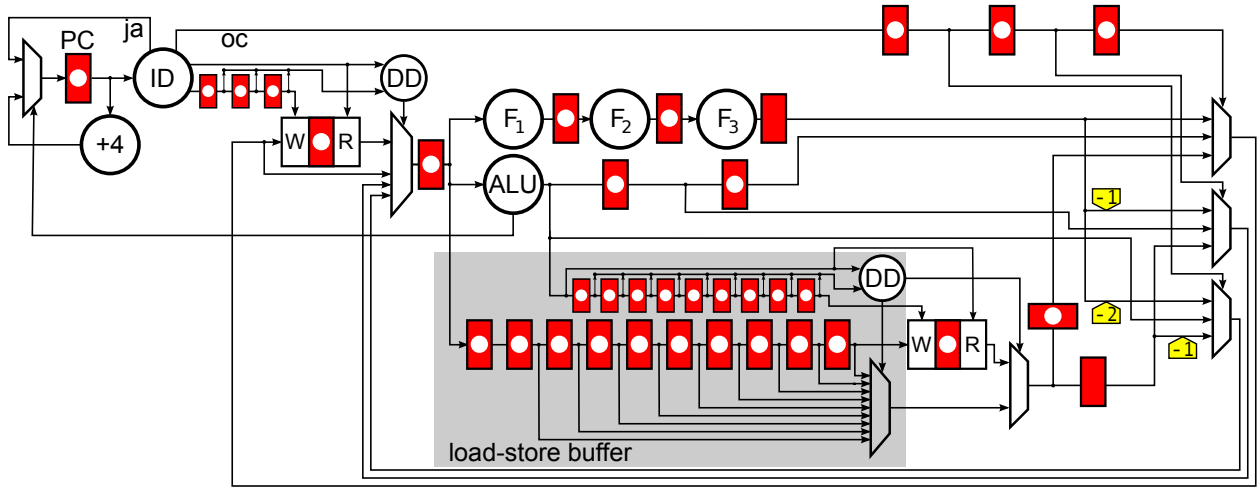 ja
oc
PC
ID
DD
+4
W
R
F1
F2
F3
ALU
-1
DD
-2
-1
W
R
load-store buffer